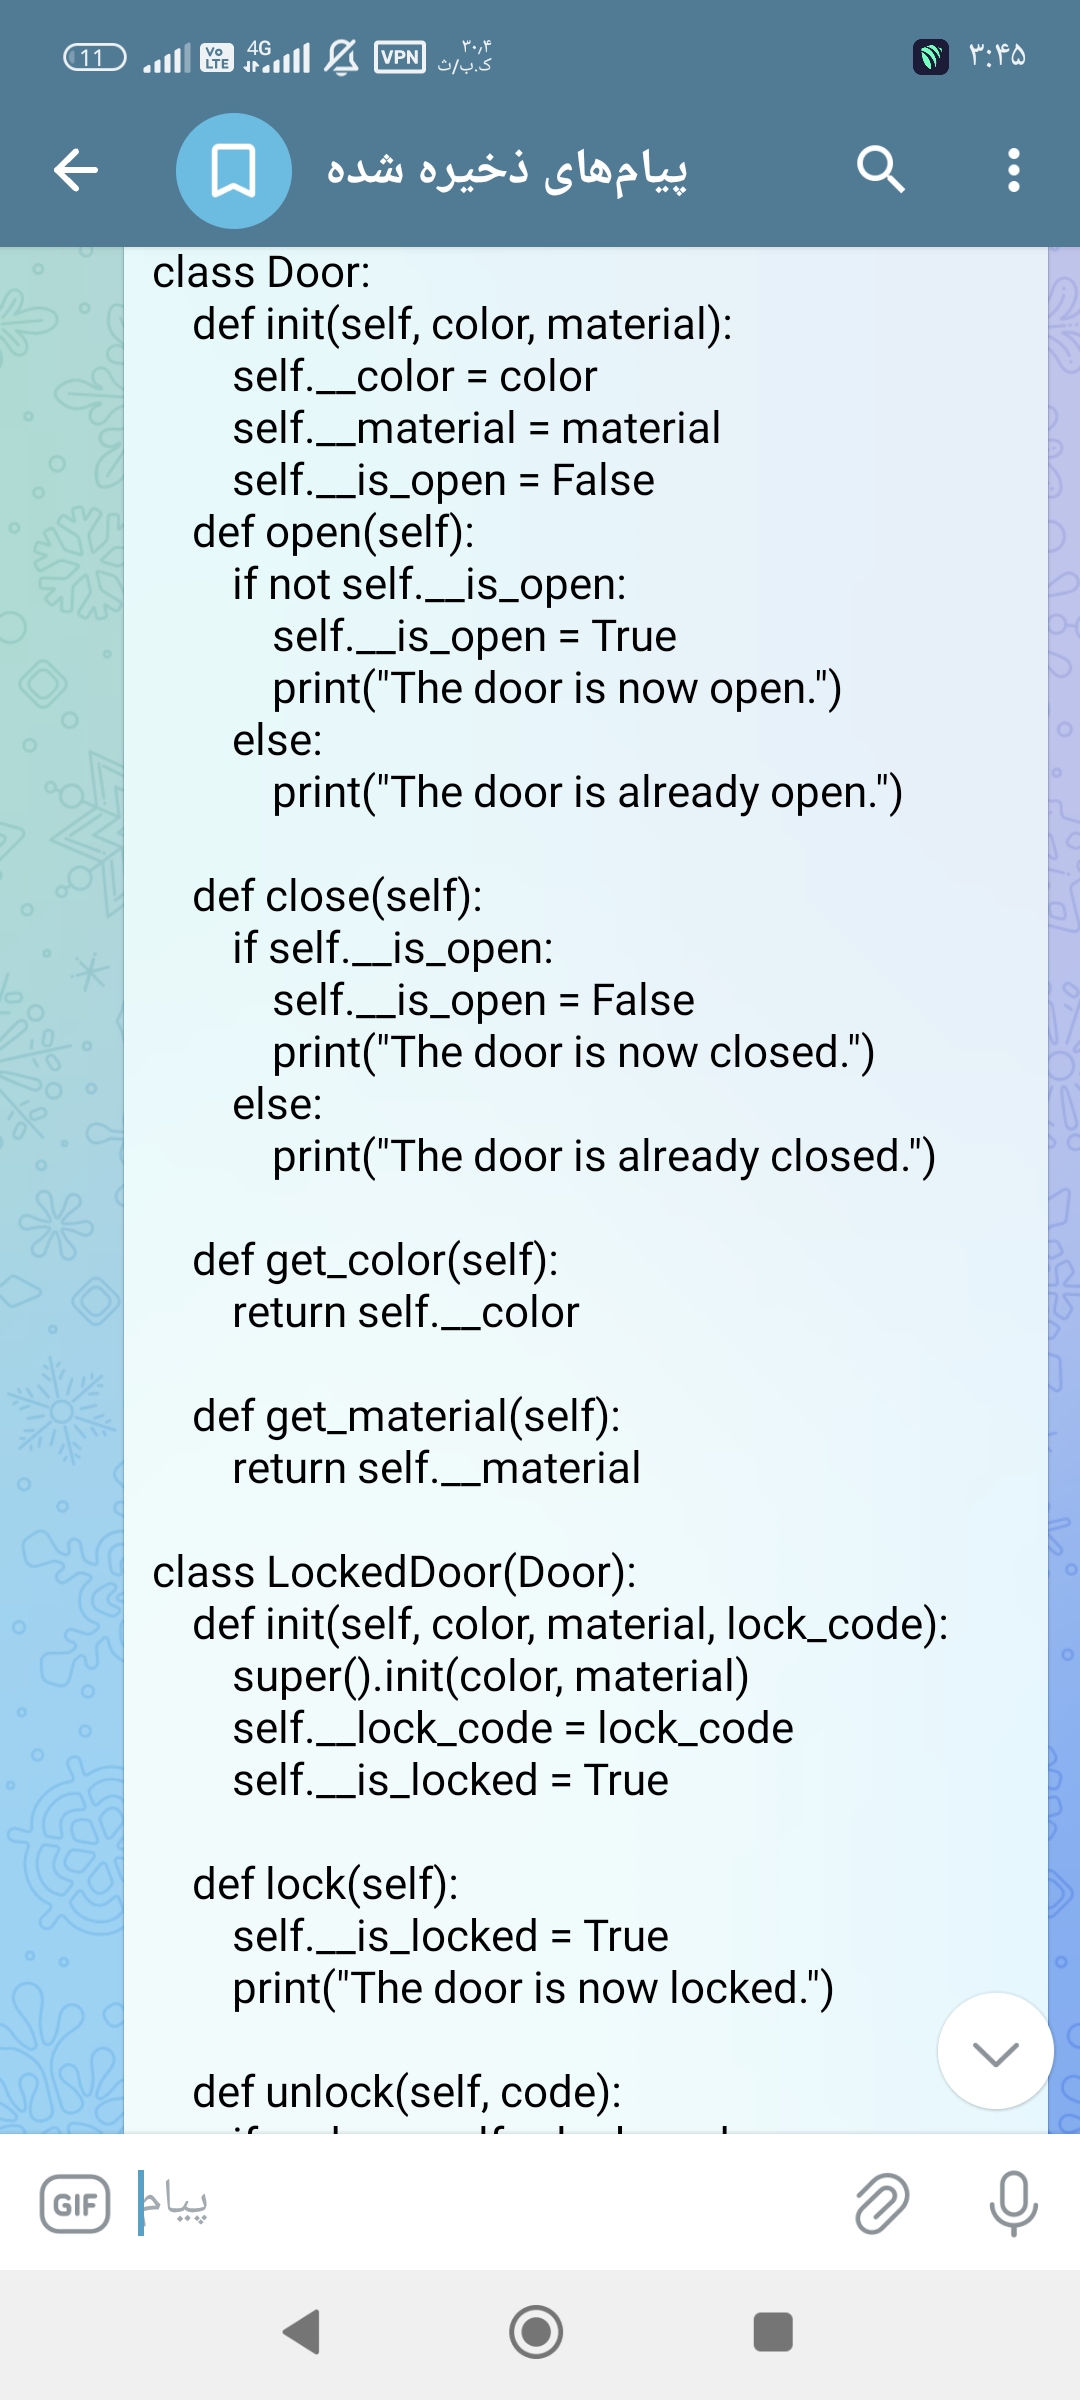 11 Vo LTE 4G VPN ۳۰٫۴ ک.ب/ث ۳:۴۵
پیام‌های ذخیره شده
class Door:
    def init(self, color, material):
        self.__color = color
        self.__material = material
        self.__is_open = False
    def open(self):
        if not self.__is_open:
            self.__is_open = True
            print("The door is now open.")
        else:
            print("The door is already open.")

    def close(self):
        if self.__is_open:
            self.__is_open = False
            print("The door is now closed.")
        else:
            print("The door is already closed.")

    def get_color(self):
        return self.__color

    def get_material(self):
        return self.__material

class LockedDoor(Door):
    def init(self, color, material, lock_code):
        super().init(color, material)
        self.__lock_code = lock_code
        self.__is_locked = True

    def lock(self):
        self.__is_locked = True
        print("The door is now locked.")

    def unlock(self, code):
GIF پیام